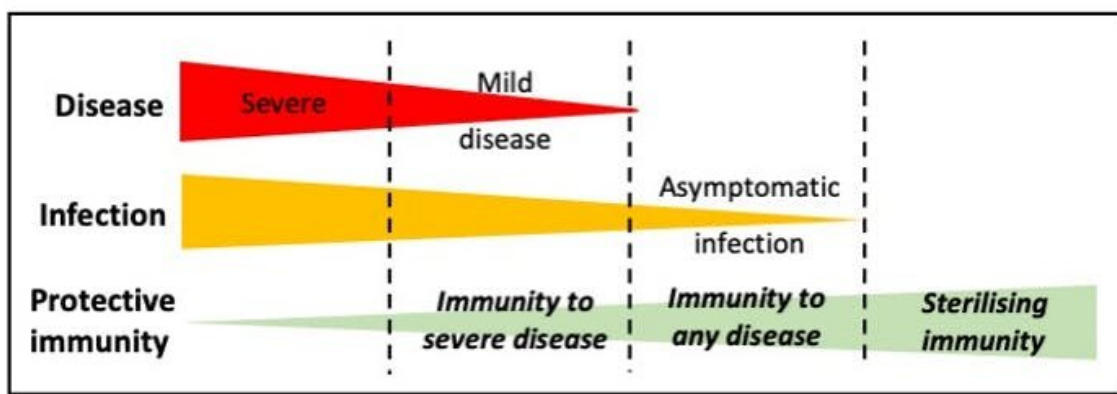 Disease
Severe
Mild
disease
Infection
Asymptomatic
infection
Protective
immunity
Immunity to
severe disease
Immunity to
any disease
Sterilising
immunity